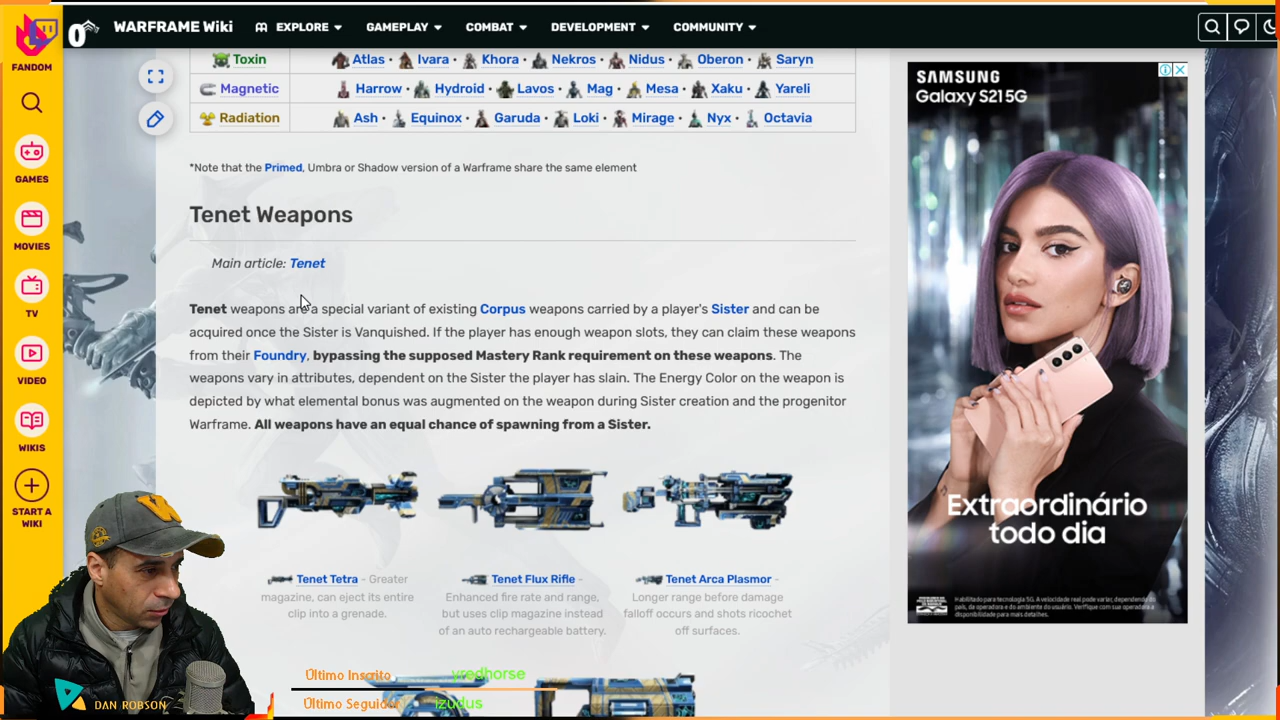 FANDOM
GAMES
MOVIES
TV
VIDEO
WIKIS
START A
WIKI
WARFRAME Wiki
EXPLORE
GAMEPLAY
COMBAT
DEVELOPMENT
COMMUNITY
Toxin
Atlas • Ivara • Khora • Nekros • Nidus • Oberon • Saryn
Magnetic
Harrow • Hydroid • Lavos • Mag • Mesa • Xaku • Yareli
Radiation
Ash • Equinox • Garuda • Loki • Mirage • Nyx • Octavia
*Note that the Primed, Umbra or Shadow version of a Warframe share the same element
Tenet Weapons
Main article: Tenet
Tenet weapons are a special variant of existing Corpus weapons carried by a player's Sister and can be
acquired once the Sister is Vanquished. If the player has enough weapon slots, they can claim these weapons
from their Foundry, bypassing the supposed Mastery Rank requirement on these weapons. The
weapons vary in attributes, dependent on the Sister the player has slain. The Energy Color on the weapon is
depicted by what elemental bonus was augmented on the weapon during Sister creation and the progenitor
Warframe. All weapons have an equal chance of spawning from a Sister.
Tenet Tetra - Greater
magazine, can eject its entire
clip into a grenade.
Tenet Flux Rifle -
Enhanced fire rate and range,
but uses clip magazine instead
of an auto rechargeable battery.
Tenet Arca Plasmor -
Longer range before damage
falloff occurs and shots ricochet
off surfaces.
SAMSUNG
Galaxy S21 5G
Extraordinário
todo dia
Último Inscrito
vredhorse
Último Seguidor
izudus
DAN ROBSON